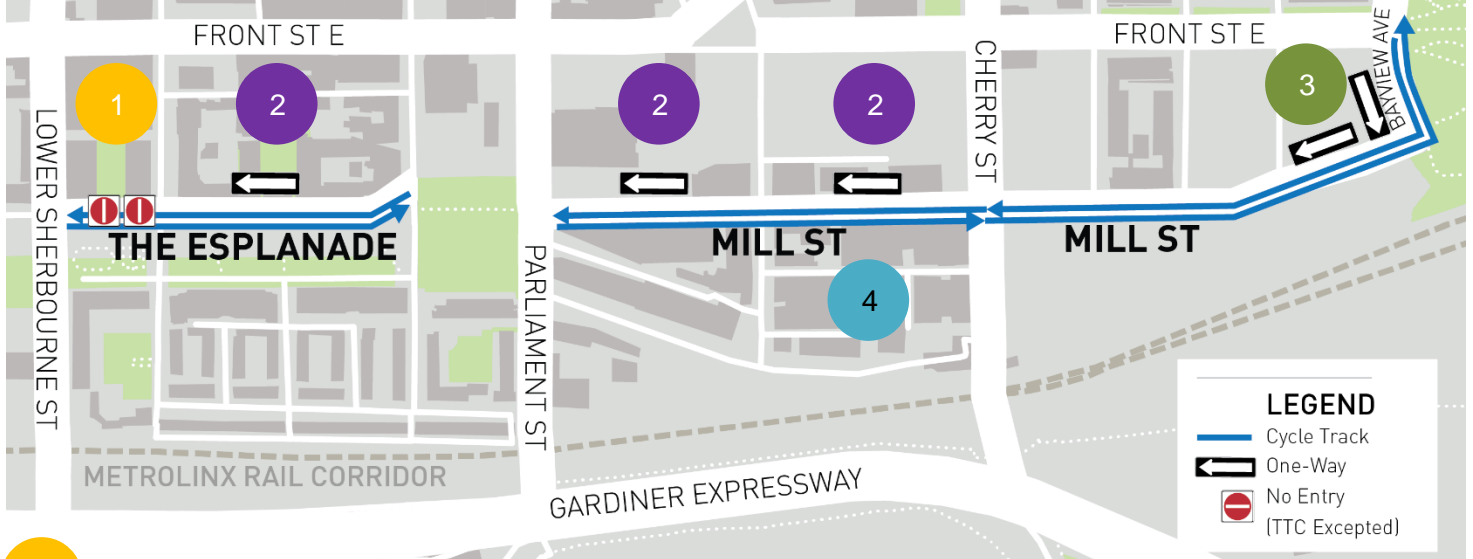 FRONT ST E
FRONT ST E
BAYVIEW AVE
CHERRY ST
1
2
2
2
3
LOWER SHERBOURNE ST
THE ESPLANADE
MILL ST
MILL ST
PARLIAMENT ST
4
METROLINX RAIL CORRIDOR
GARDINER EXPRESSWAY
LEGEND
Cycle Track
One-Way
No Entry
(TTC Excepted)